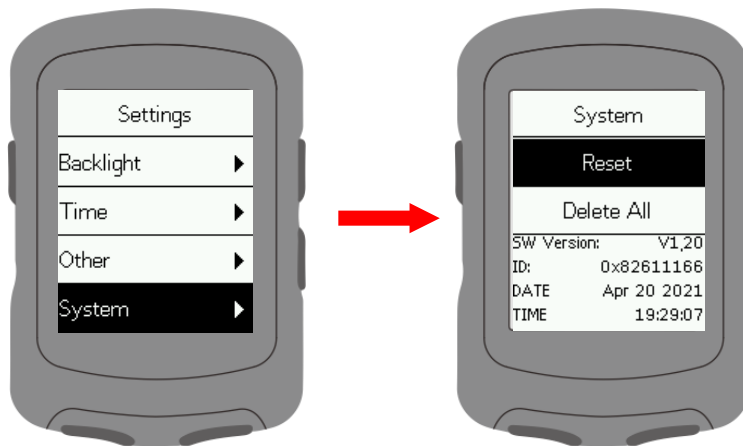 Settings
Backlight
Time
Other
System
System
Reset
Delete All
SW Version: V1,20
ID: 0x82611166
DATE Apr 20 2021
TIME 19:29:07